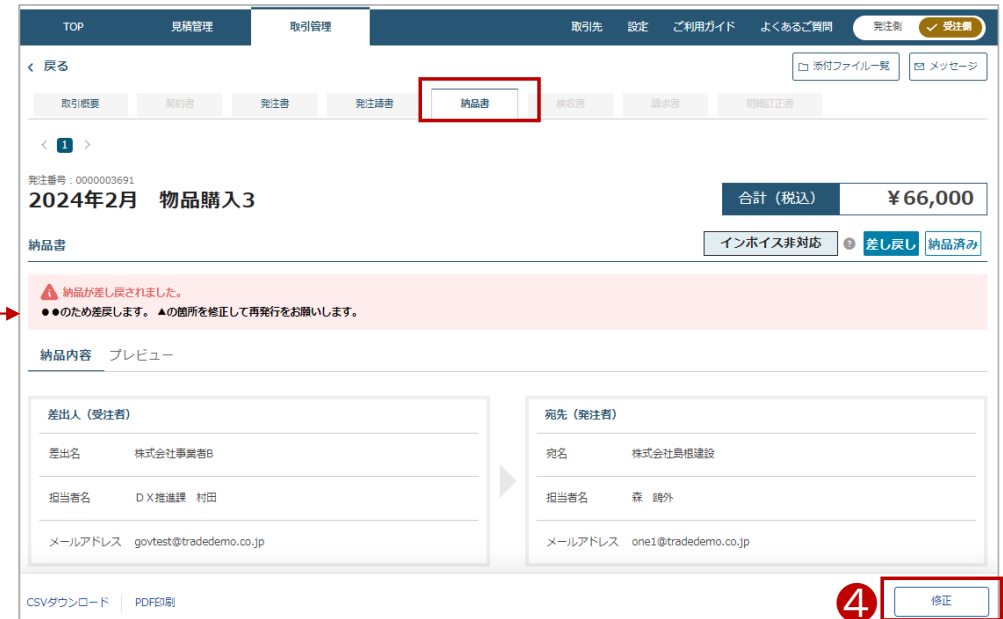 TOP 見積管理 取引管理 取引先 設定 ご利用ガイド よくあるご質問 発注側 ✓ 受注側
< 戻る 添付ファイル一覧 メッセージ
取引概要 契約書 発注書 発注請書 納品書 検収書 請求書 明細訂正書
< 1 >
発注番号：0000003691
2024年2月 物品購入3 合計（税込） ¥66,000
納品書 インボイス非対応 ? 差し戻し 納品済み
納品が差し戻されました。
●●のため差戻します。▲の箇所を修正して再発行をお願いします。
納品内容 プレビュー
差出人（受注者） 宛先（発注者）
差出名 株式会社事業者B 宛名 株式会社島根建設
担当者名 DX推進課 村田 担当者名 森 鴎外
メールアドレス govtest@tradedemo.co.jp メールアドレス one1@tradedemo.co.jp
CSVダウンロード PDF印刷 4 修正